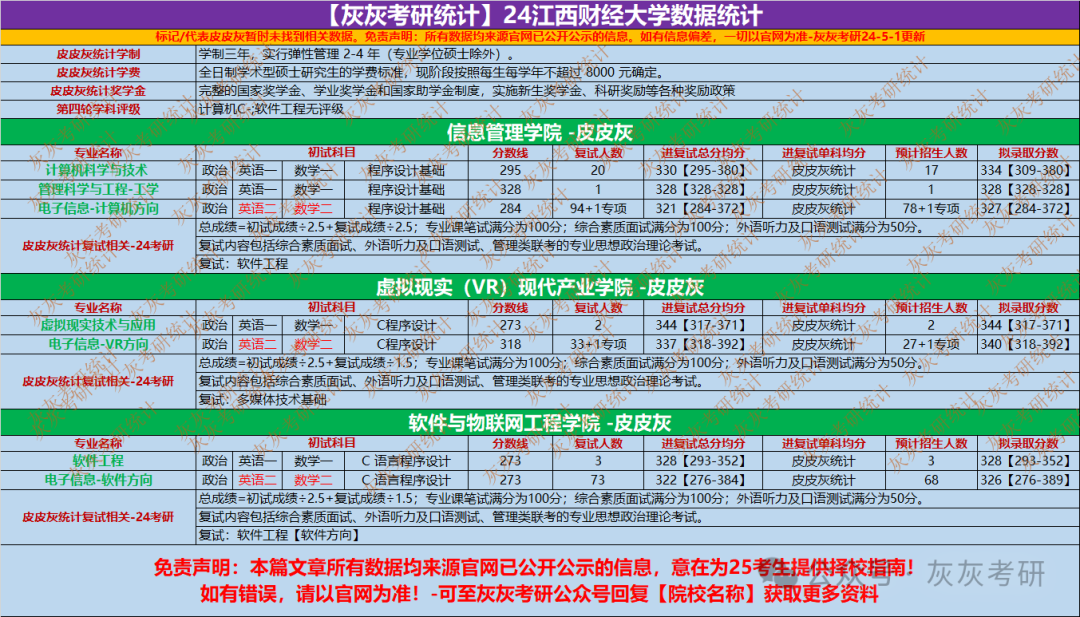 【灰灰考研统计】24江西财经大学数据统计
标记/代表皮皮灰暂时未找到相关数据。免责声明：所有数据均来源官网已公开公示的信息。如有信息偏差，一切以官网为准-灰灰考研24-5-1更新
皮皮灰统计学制 学制三年，实行弹性管理 2-4 年（专业学位硕士除外）。
皮皮灰统计学费 全日制学术型硕士研究生的学费标准，现阶段按照每生每学年不超过 8000 元确定。
皮皮灰统计奖学金 完整的国家奖学金、学业奖学金和国家助学金制度，实施新生奖学金、科研奖励等各种奖励政策
第四轮学科评级 计算机C-;软件工程无评级
信息管理学院 -皮皮灰
专业名称 初试科目 分数线 复试人数 进复试总分均分 进复试单科均分 预计招生人数 拟录取分数
计算机科学与技术 政治 英语一 数学一 程序设计基础 295 20 330【295-380】 皮皮灰统计 17 334【309-380】
管理科学与工程-工学 政治 英语一 数学一 程序设计基础 328 1 328【328-328】 皮皮灰统计 1 328【328-328】
电子信息-计算机方向 政治 英语二 数学二 程序设计基础 284 94+1专项 321【284-372】 皮皮灰统计 78+1专项 327【284-372】
皮皮灰统计复试相关-24考研 总成绩=初试成绩÷2.5+复试成绩÷2.5；专业课笔试满分为100分；综合素质面试满分为100分；外语听力及口语测试满分为50分。
复试内容包括综合素质面试、外语听力及口语测试、管理类联考的专业思想政治理论考试。
复试：软件工程
虚拟现实（VR）现代产业学院 -皮皮灰
专业名称 初试科目 分数线 复试人数 进复试总分均分 进复试单科均分 预计招生人数 拟录取分数
虚拟现实技术与应用 政治 英语一 数学一 C程序设计 273 2 344【317-371】 皮皮灰统计 2 344【317-371】
电子信息-VR方向 政治 英语二 数学二 C程序设计 318 33+1专项 337【318-392】 皮皮灰统计 27+1专项 340【318-392】
皮皮灰统计复试相关-24考研 总成绩=初试成绩÷2.5+复试成绩÷1.5；专业课笔试满分为100分；综合素质面试满分为100分；外语听力及口语测试满分为50分。
复试内容包括综合素质面试、外语听力及口语测试、管理类联考的专业思想政治理论考试。
复试：多媒体技术基础
软件与物联网工程学院 -皮皮灰
专业名称 初试科目 分数线 复试人数 进复试总分均分 进复试单科均分 预计招生人数 拟录取分数
软件工程 政治 英语一 数学一 C 语言程序设计 273 3 328【293-352】 皮皮灰统计 3 328【293-352】
电子信息-软件方向 政治 英语二 数学二 C 语言程序设计 273 73 322【276-384】 皮皮灰统计 68 326【276-389】
皮皮灰统计复试相关-24考研 总成绩=初试成绩÷2.5+复试成绩÷1.5；专业课笔试满分为100分；综合素质面试满分为100分；外语听力及口语测试满分为50分。
复试内容包括综合素质面试、外语听力及口语测试、管理类联考的专业思想政治理论考试。
复试：软件工程【软件方向】
免责声明：本篇文章所有数据均来源官网已公开公示的信息，意在为25考生提供择校指南！
如有错误，请以官网为准！-可至灰灰考研公众号回复【院校名称】获取更多资料
公众号 灰灰考研